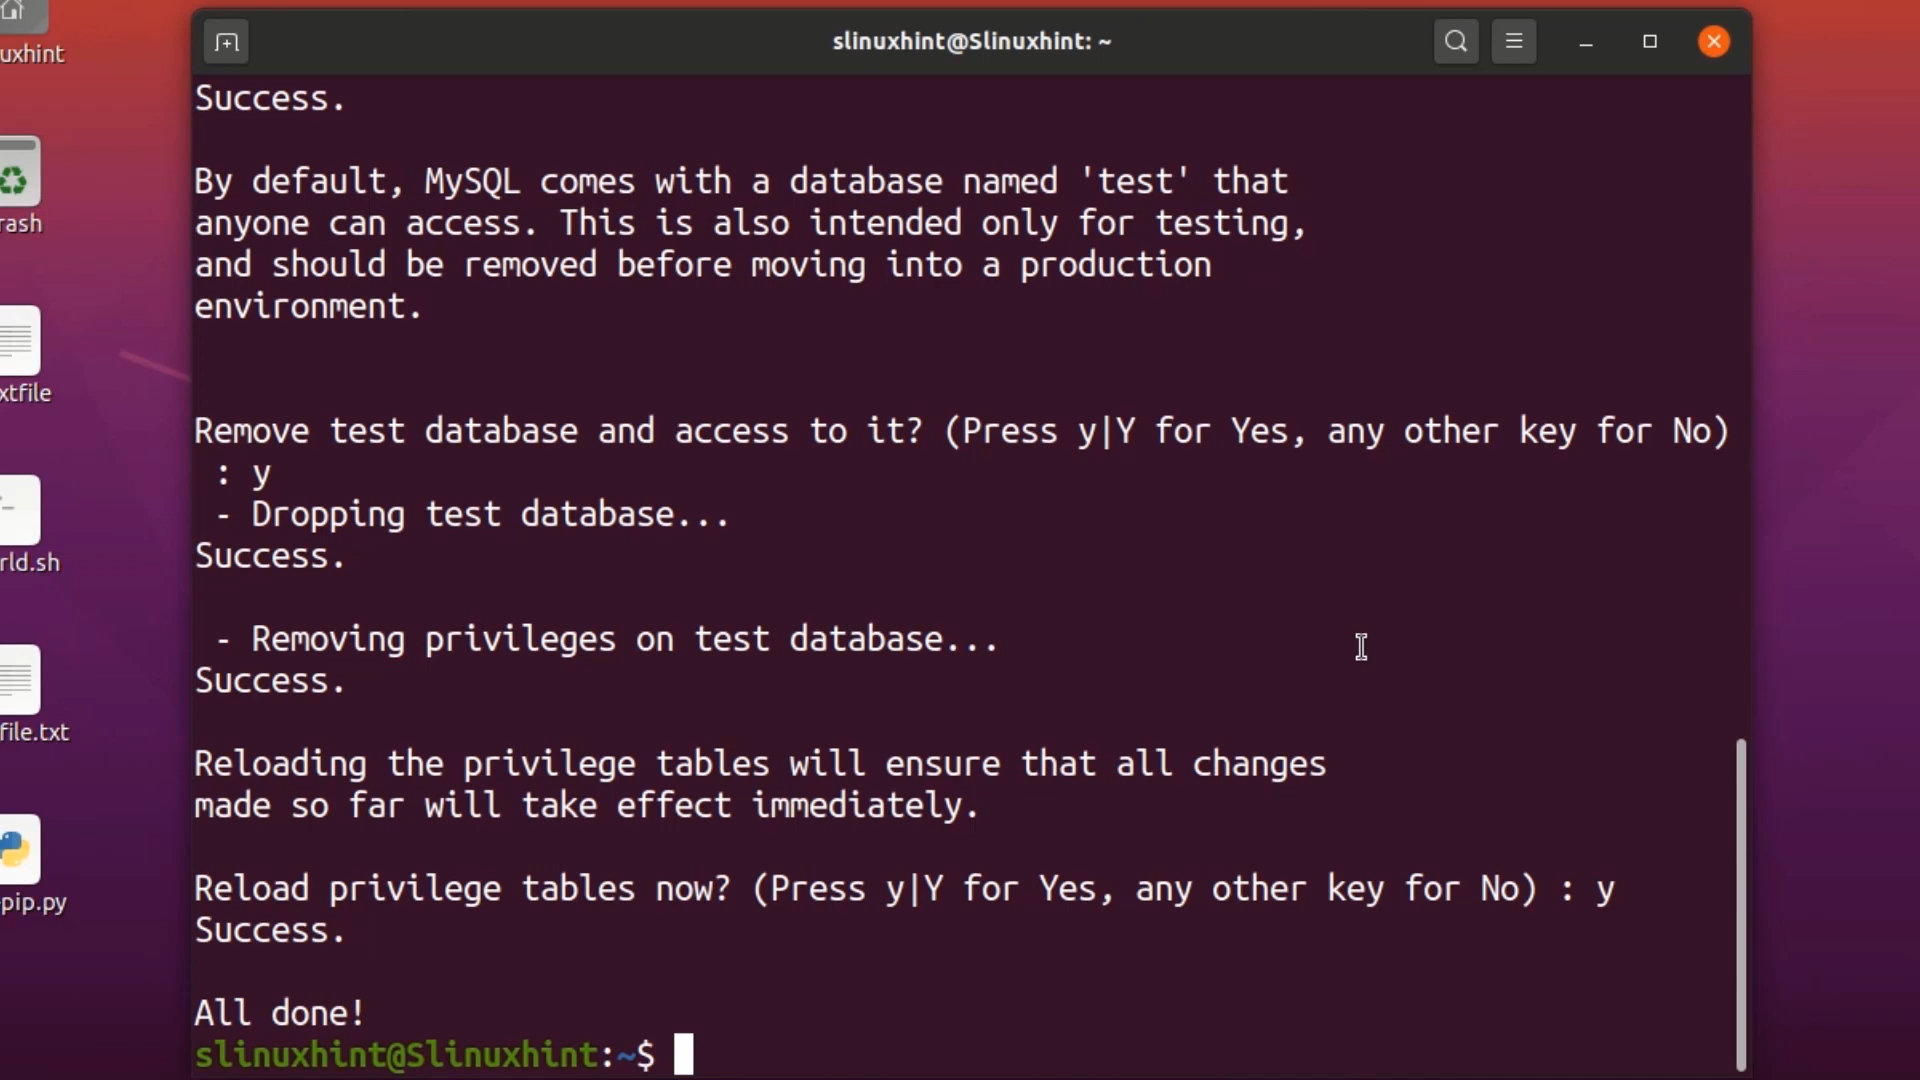 slinuxhint@Slinuxhint: ~
uxhint
rash
xtfile
rld.sh
file.txt
pip.py
Success.
By default, MySQL comes with a database named 'test' that
anyone can access. This is also intended only for testing,
and should be removed before moving into a production
environment.
Remove test database and access to it? (Press y|Y for Yes, any other key for No)
: y
- Dropping test database...
Success.
- Removing privileges on test database...
Success.
Reloading the privilege tables will ensure that all changes
made so far will take effect immediately.
Reload privilege tables now? (Press y|Y for Yes, any other key for No) : y
Success.
All done!
slinuxhint@Slinuxhint:~$